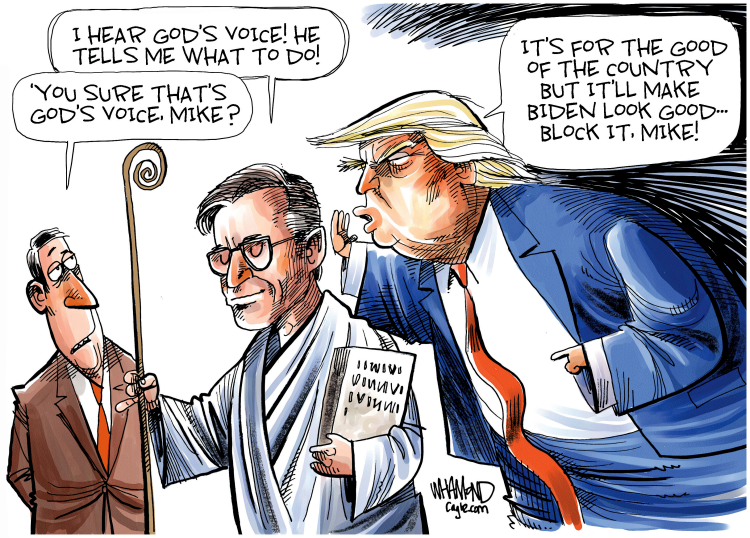 I HEAR GOD'S VOICE! HE
TELLS ME WHAT TO DO!
'YOU SURE THAT'S
GOD'S VOICE, MIKE?
IT'S FOR THE GOOD
OF THE COUNTRY
BUT IT'LL MAKE
BIDEN LOOK GOOD...
BLOCK IT, MIKE!
WHAMOND
Cagle.com